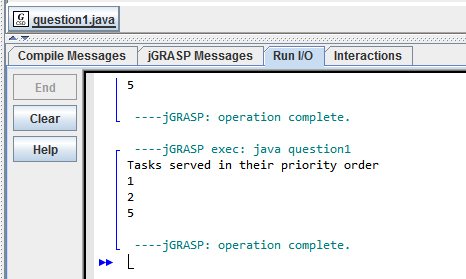 G
CSD
question1.java
Compile Messages
jGRASP Messages
Run I/O
Interactions
End
Clear
Help
5
----jGRASP: operation complete.
----jGRASP exec: java question1
Tasks served in their priority order
1
2
5
----jGRASP: operation complete.